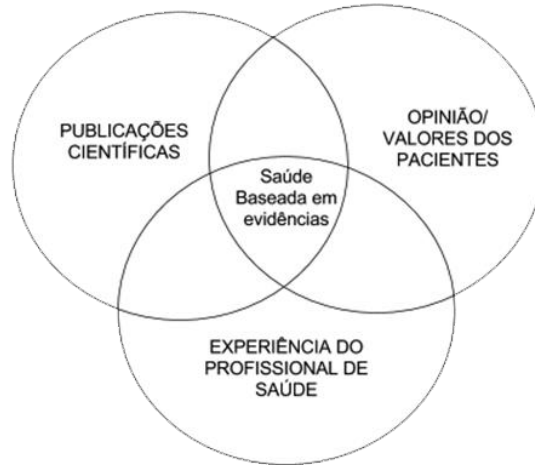 PUBLICAÇÕES
CIENTÍFICAS
OPINIÃO/
VALORES DOS
PACIENTES
Saúde
Baseada em
evidências
EXPERIÊNCIA DO
PROFISSIONAL DE
SAÚDE